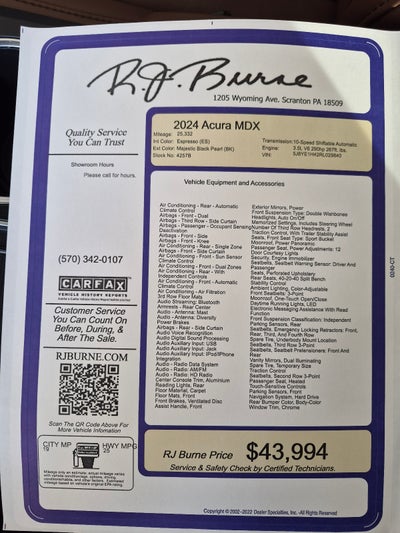 R.J. Burne
1205 Wyoming Ave. Scranton PA 18509
Quality Service
You Can Trust
Showroom Hours
Please call for hours.
2024 Acura MDX
Mileage: 25,332
Int Color: Espresso (ES)
Ext Color: Majestic Black Pearl (BK)
Stock No: 4257B
Transmission: 10-Speed Shiftable Automatic
Engine: 3.5L V6 290hp 267ft. lbs.
VIN:
Vehicle Equipment and Accessories
Air Conditioning - Rear - Automatic
Climate Control
Airbags - Front - Dual
Airbags - Third Row - Side Curtain
Airbags - Passenger - Occupant Sensing
Deactivation
Airbags - Front - Side
Airbags - Front - Knee
Air Conditioning - Rear - Single Zone
Airbags - Front - Side Curtain
Air Conditioning - Front - Sun Sensor
Climate Control
Air Conditioning - Front - Dual Zones
Air Conditioning - Rear - With
Independent Controls
Air Conditioning - Front - Automatic
Climate Control
Air Conditioning - Air Filtration
3rd Row Floor Mats
Audio Streaming: Bluetooth
Armrests - Rear Center
Audio - Antenna: Mast
Audio - Antenna: Diversity
Power Brakes
Airbags - Rear - Side Curtain
Audio Voice Recognition
Audio Digital Sound Processing
Audio Auxiliary Input: USB
Audio Auxiliary Input: Jack
Audio Auxiliary Input: IPod/IPhone
Integration
Audio - Radio Data System
Audio - Radio: AM/FM
Audio - Radio: HD Radio
Center Console Trim, Aluminum
Reading Lights, Rear
Floor Material, Carpet
Floor Mats, Front
Front Brakes, Ventilated Disc
Assist Handle, Front
Exterior Mirrors, Power
Front Suspension Type: Double Wishbones
Headlights, Auto On/Off
Memorized Settings, Includes Steering Wheel
Number Of Third Row Headrests, 2
Traction Control, With Trailer Stability Assist
Seats, Front Seat Type: Sport Bucket
Moonroof, Power Panoramic
Passenger Seat, Power Adjustments: 12
Door Courtesy Lights
Security, Engine Immobilizer
Seatbelts, Seatbelt Warning Sensor: Driver And
Passenger
Seats, Perforated Upholstery
Rear Seats, 40-20-40 Split Bench
Stability Control
Ambient Lighting, Color-Adjustable
Front Seatbelts, 3-Point
Moonroof, One-Touch Open/Close
Daytime Running Lights, LED
Electronic Messaging Assistance With Read
Function
Front Suspension Classification: Independent
Parking Sensors, Rear
Seatbelts, Emergency Locking Retractors: Front,
Rear, Third, And Fourth Row
Spare Tire, Underbody Mount Location
Seatbelts, Third Row 3-Point
Seatbelts, Seatbelt Pretensioners: Front And
Rear
Vanity Mirrors, Dual Illuminating
Spare Tire, Temporary Size
Traction Control
Seatbelts, Second Row 3-Point
Passenger Seat, Heated
Touch-Sensitive Controls
Parking Sensors, Front
Navigation System, Hard Drive
Rear Bumper Color, Body-Color
Window Trim, Chrome
(570) 342-0107
CARFAX
VEHICLE HISTORY REPORTS
Customer Service
You Can Count On
Before, During, &
After The Sale.
RJBURNE.COM
Scan The QR Code Above For
More Vehicle Infomation
CITY MP
19
HWY MPG
25
RJ Burne Price $43,994
Service & Safety Check by Certified Technicians.
Copyright © 2002-2022 Dealer Specialties, Inc. - All Rights Reserved